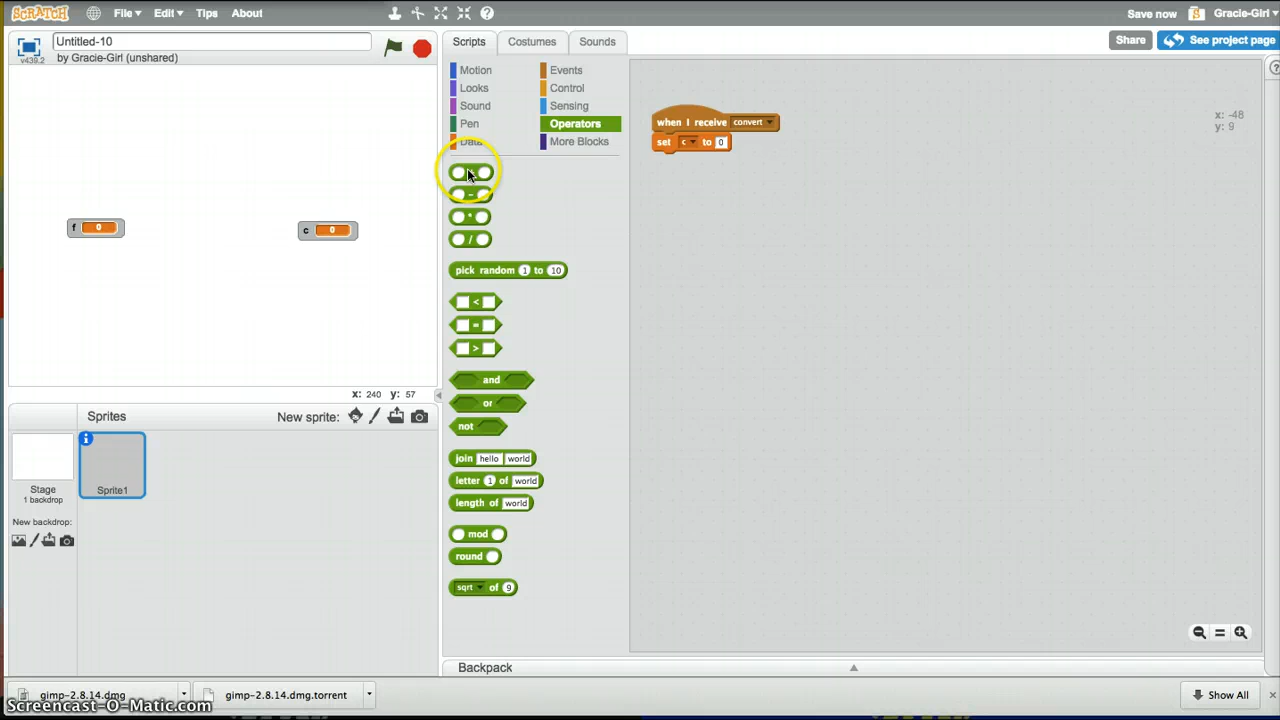 SCRATCH File Edit Tips About Save now Gracie-Girl
v439.2
Untitled-10
by Gracie-Girl (unshared)
Scripts Costumes Sounds
Share See project page
Motion Events
Looks Control
Sound Sensing
Pen Operators
Data More Blocks
when I receive convert
set c to 0
x: -48
y: 9
-
*
/
f 0
c 0
pick random 1 to 10
<
=
>
and
or
not
x: 240 y: 57
Sprites New sprite:
join hello world
letter 1 of world
length of world
Stage
1 backdrop
Sprite1
New backdrop:
mod
round
sqrt of 9
Backpack
gimp-2.8.14.dmg gimp-2.8.14.dmg.torrent Show All
Screencast-O-Matic.com